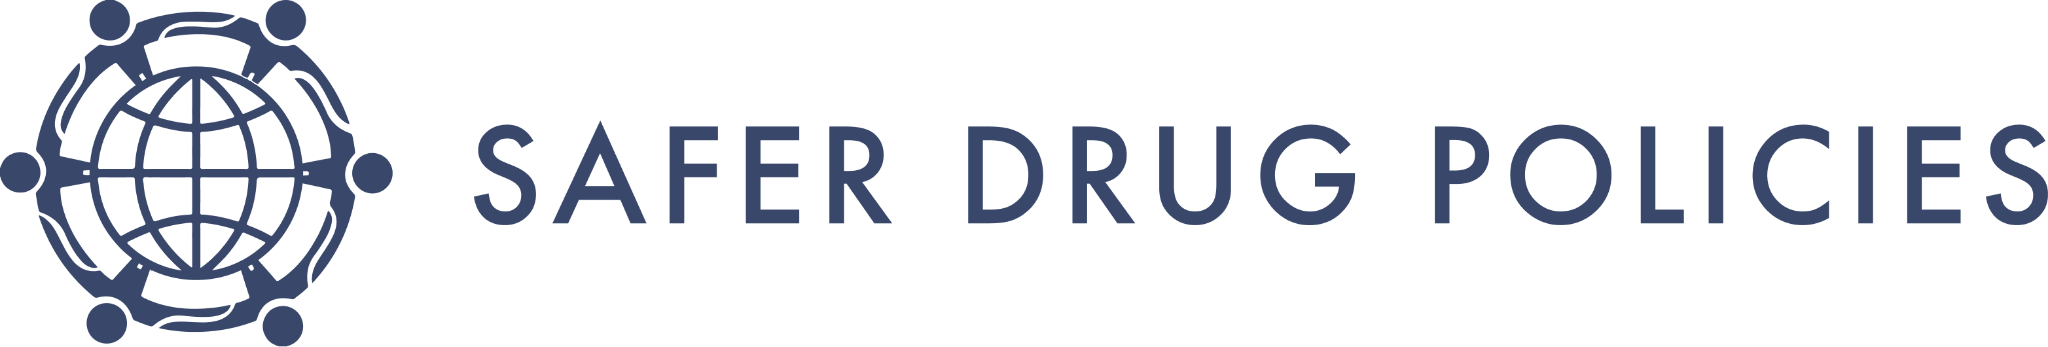 SAFER DRUG POLICIES